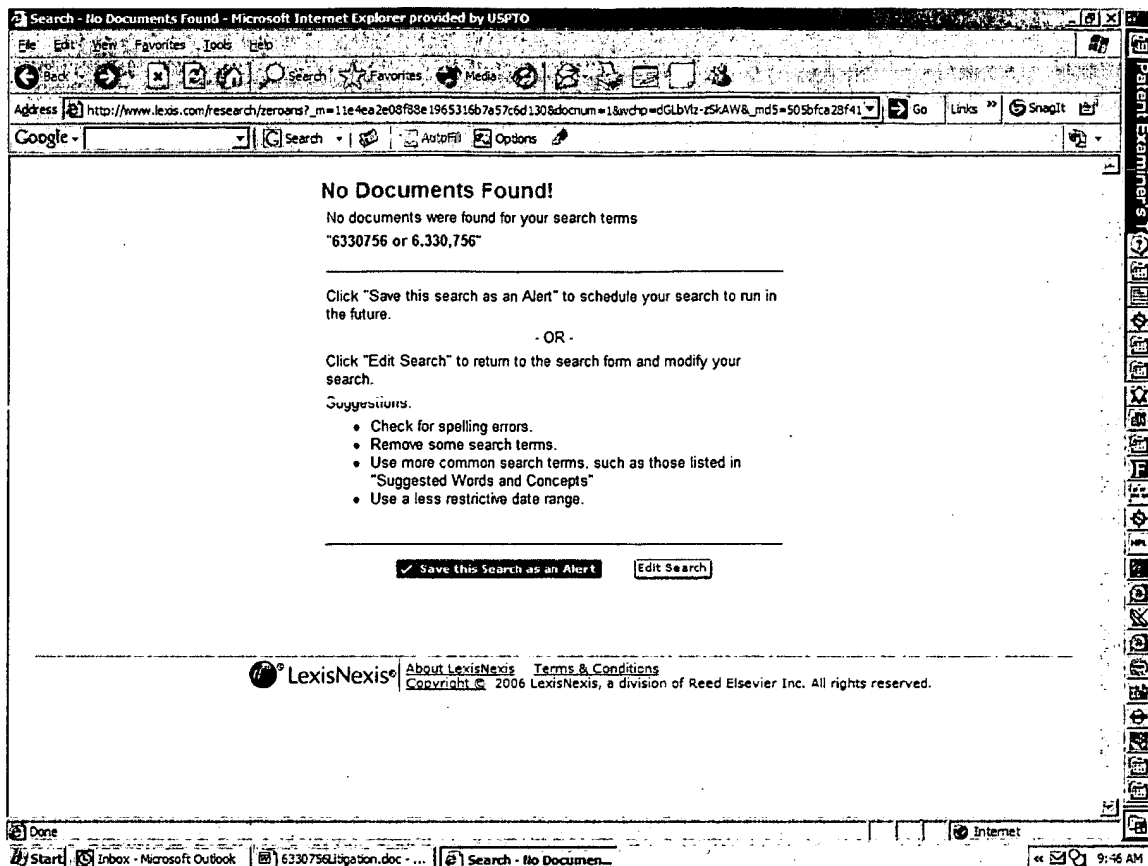 Search - No Documents Found - Microsoft Internet Explorer provided by USPTO
File Edit View Favorites Tools Help
Back Search Favorites Media
Address http://www.lexis.com/research/zeroans?_m=11e4ea2e08f88e1965316b7a57c6d130&docnum=1&wchp=dGLbVlz-zSkAW&_md5=505bfca28f41 Go Links » SnagIt
Google - Search AutoFill Options
Patent Examiner's T
No Documents Found!
No documents were found for your search terms
"6330756 or 6.330,756"
Click "Save this search as an Alert" to schedule your search to run in
the future.
- OR -
Click "Edit Search" to return to the search form and modify your
search.
Suggestions:
• Check for spelling errors.
• Remove some search terms.
• Use more common search terms, such as those listed in
"Suggested Words and Concepts"
• Use a less restrictive date range.
✓ Save this Search as an Alert Edit Search
LexisNexis® About LexisNexis Terms & Conditions
Copyright © 2006 LexisNexis, a division of Reed Elsevier Inc. All rights reserved.
Done Internet
Start Inbox - Microsoft Outlook 6330756Litigation.doc - ... Search - No Documen... « 9:46 AM